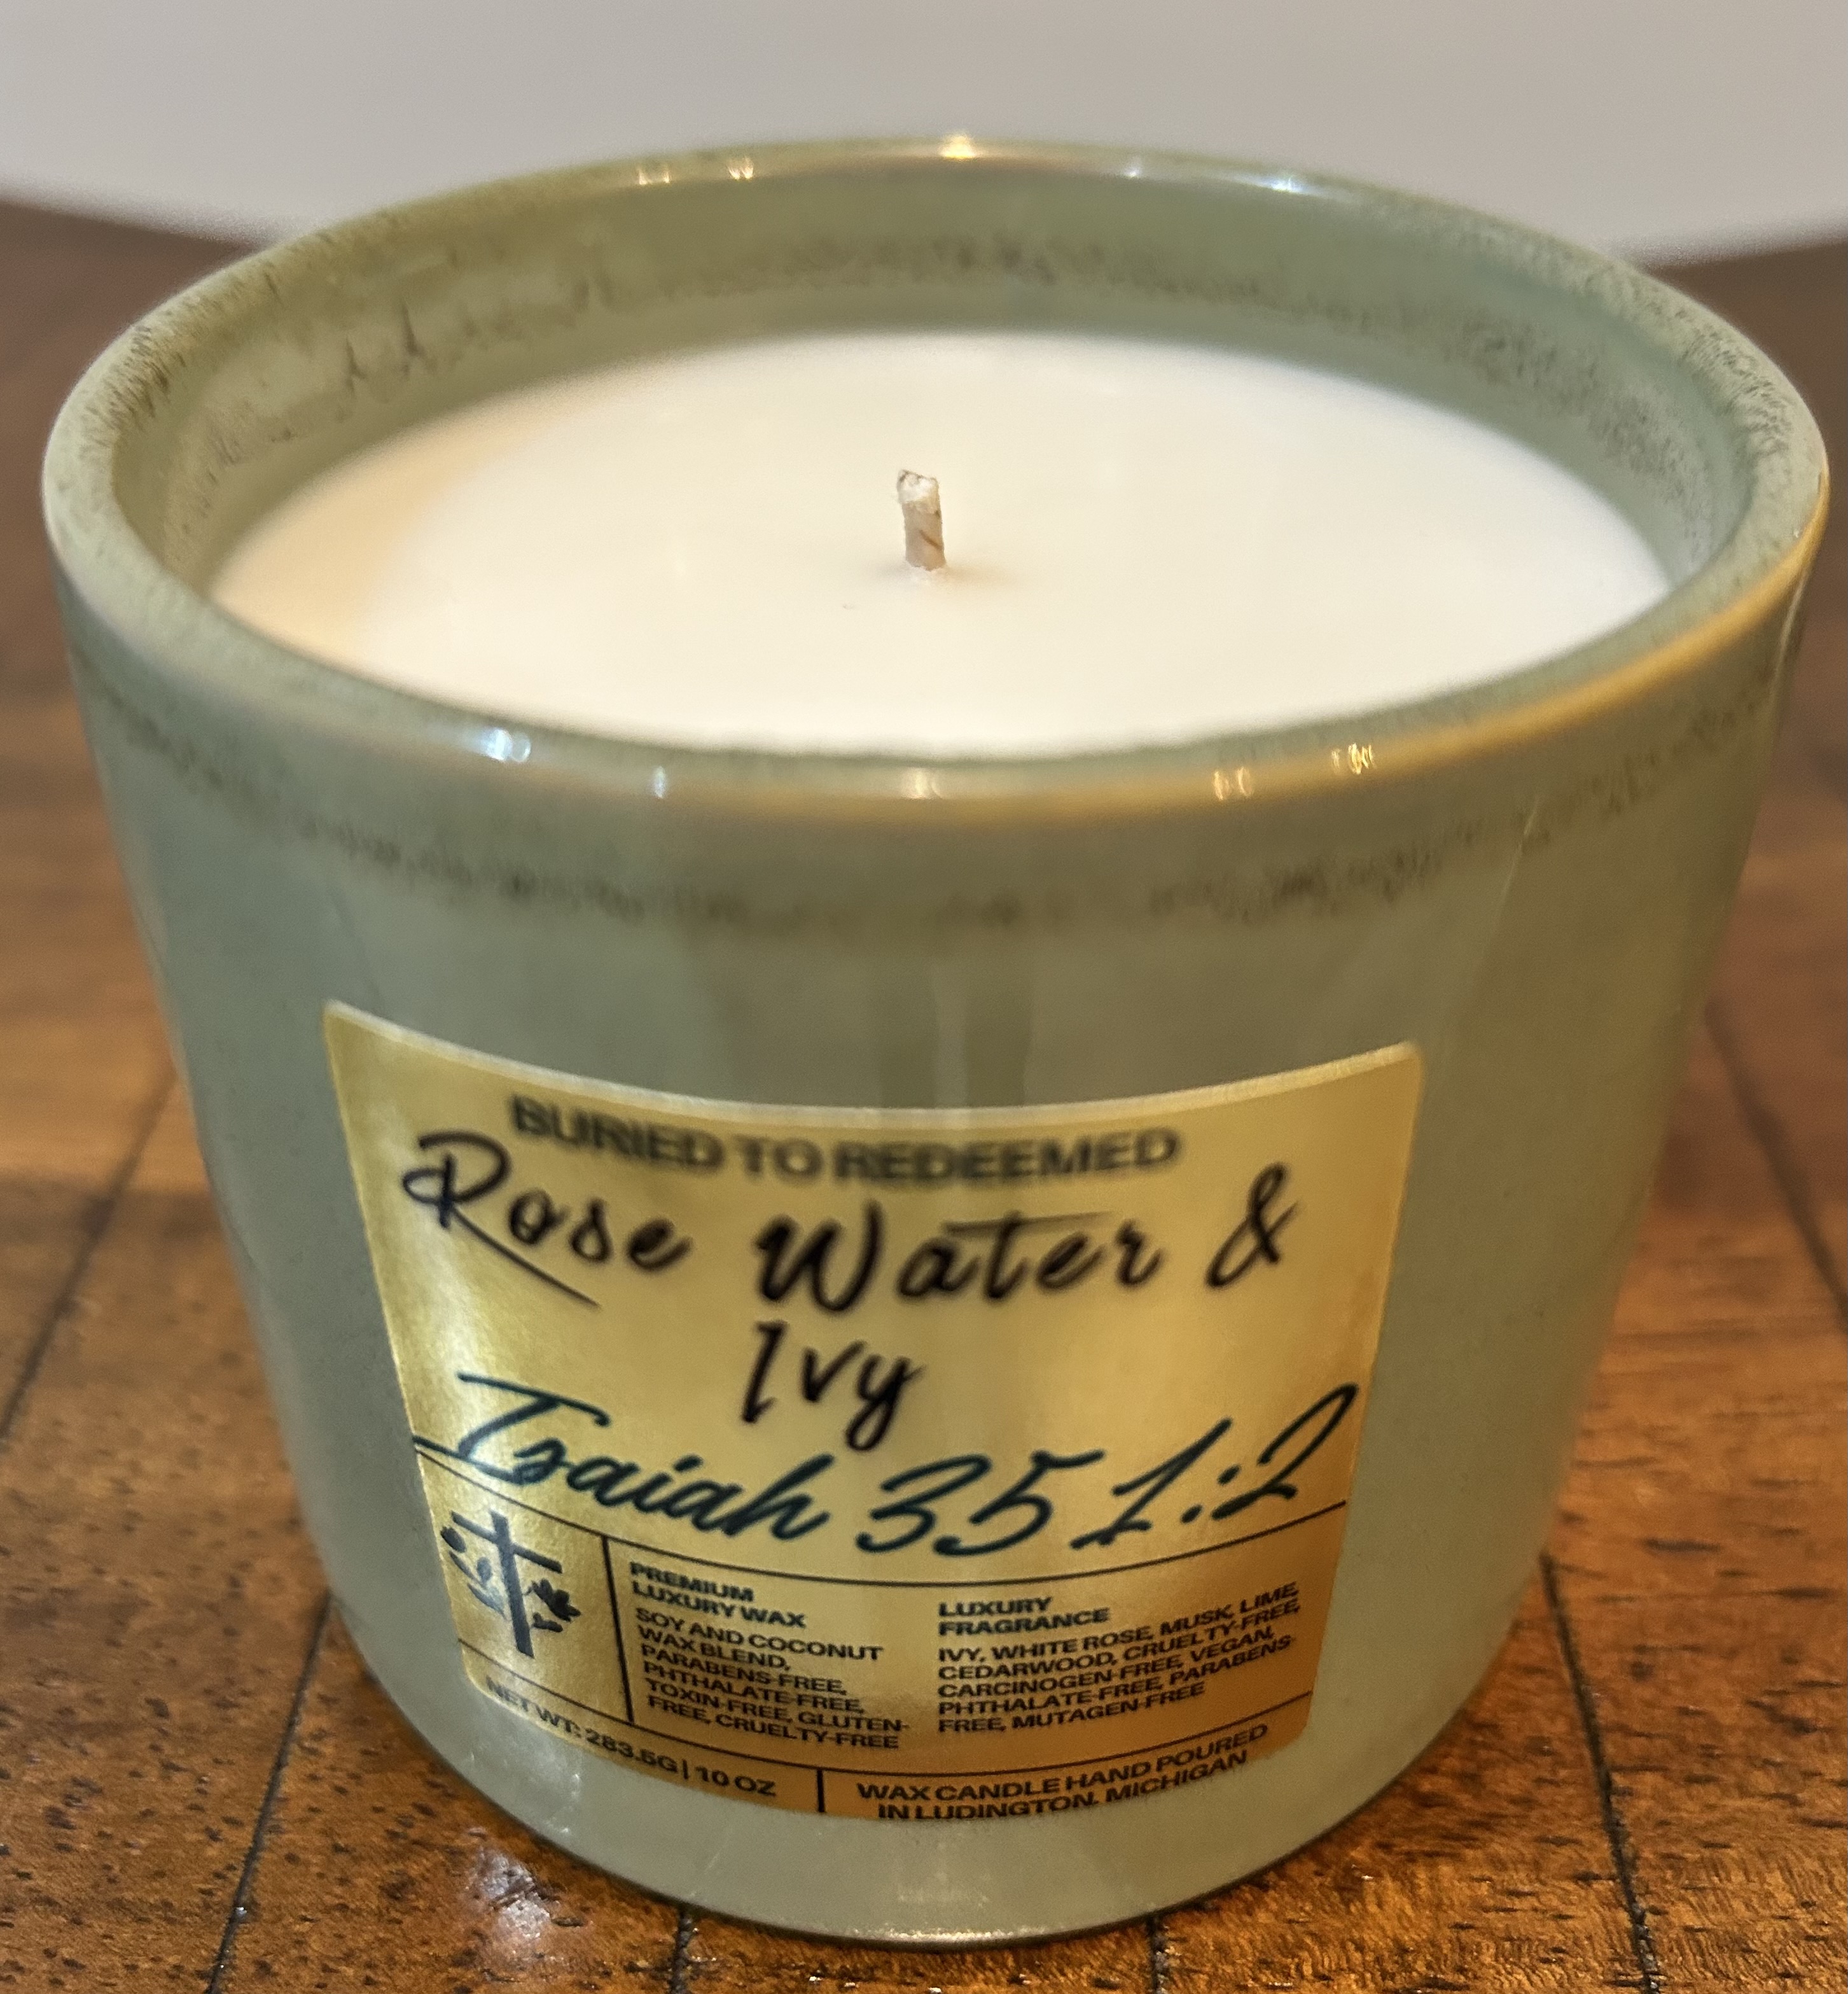 BURIED TO REDEEMED
Rose Water &
Ivy
Isaiah 35 1:2
PREMIUM
LUXURY WAX
SOY AND COCONUT
WAX BLEND,
PARABENS-FREE,
PHTHALATE-FREE,
TOXIN-FREE, GLUTEN-
FREE, CRUELTY-FREE
LUXURY
FRAGRANCE
IVY, WHITE ROSE, MUSK, LIME,
CEDARWOOD, CRUELTY-FREE,
CARCINOGEN-FREE, VEGAN,
PHTHALATE-FREE, PARABENS-
FREE, MUTAGEN-FREE
NET WT: 283.5G | 10 OZ
WAX CANDLE HAND POURED
IN LUDINGTON, MICHIGAN